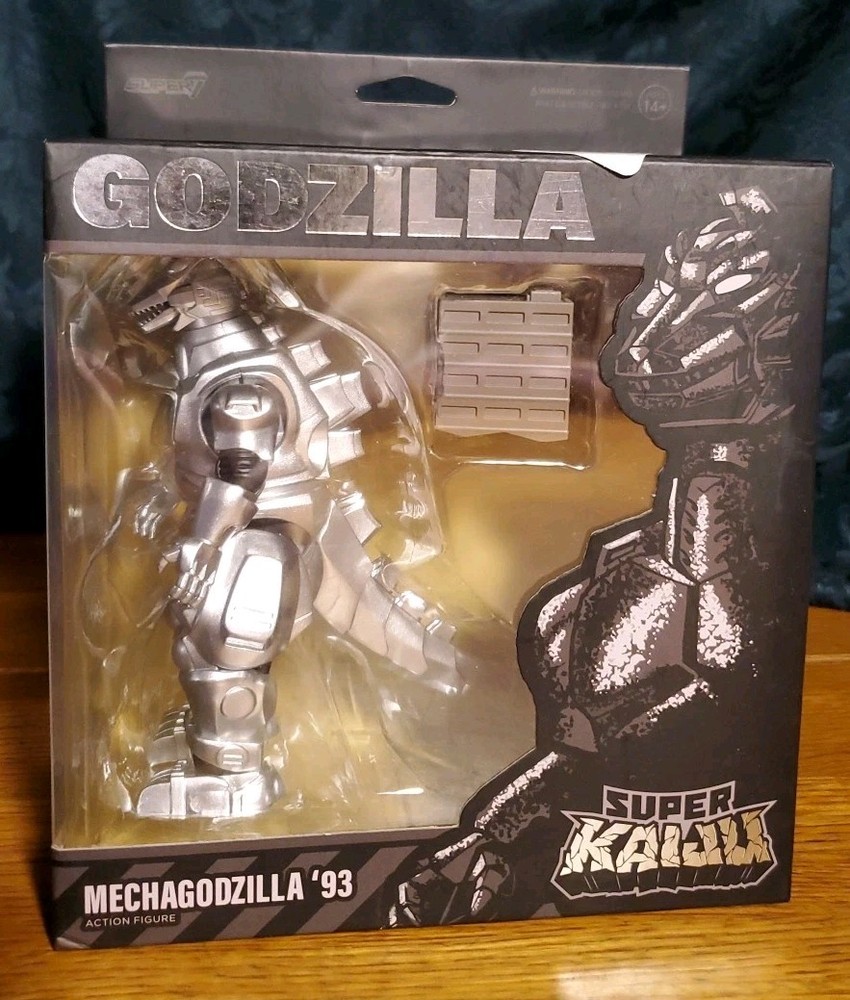 SUPER7
14+
GODZILLA
SUPER
KAIJU
MECHAGODZILLA ‘93
ACTION FIGURE